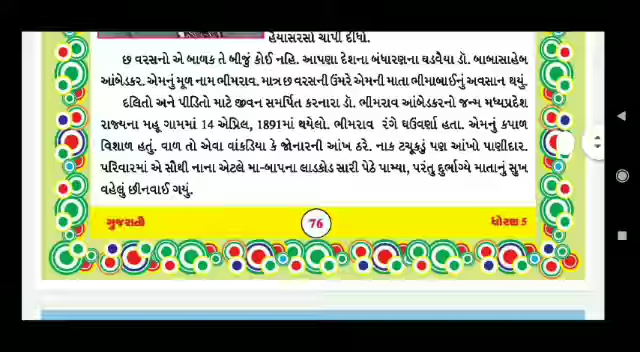 હૈયાસરસો ચાંપી દીધો.
છ વરસનો એ બાળક તે બીજું કોઈ નહિ. આપણા દેશના બંધારણના ઘડવૈયા ડૉ. બાબાસાહેબ
આંબેડકર. એમનું મૂળ નામ ભીમરાવ. માત્ર છ વરસની ઉંમરે એમની માતા ભીમાબાઈનું અવસાન થયું.
દલિતો અને પીડિતો માટે જીવન સમર્પિત કરનારા ડૉ. ભીમરાવ આંબેડકરનો જન્મ મધ્યપ્રદેશ
રાજ્યના મહૂ ગામમાં 14 એપ્રિલ, 1891માં થયેલો. ભીમરાવ રંગે ઘઉંવર્ણા હતા. એમનું કપાળ
વિશાળ હતું. વાળ તો એવા વાંકડિયા કે જોનારની આંખ ઠરે. નાક ટચૂકડું પણ આંખો પાણીદાર.
પરિવારમાં એ સૌથી નાના એટલે મા-બાપના લાડકોડ સારી પેઠે પામ્યા, પરંતુ દુર્ભાગ્યે માતાનું સુખ
વહેલું છીનવાઈ ગયું.
ગુજરાતી
76
ધોરણ 5